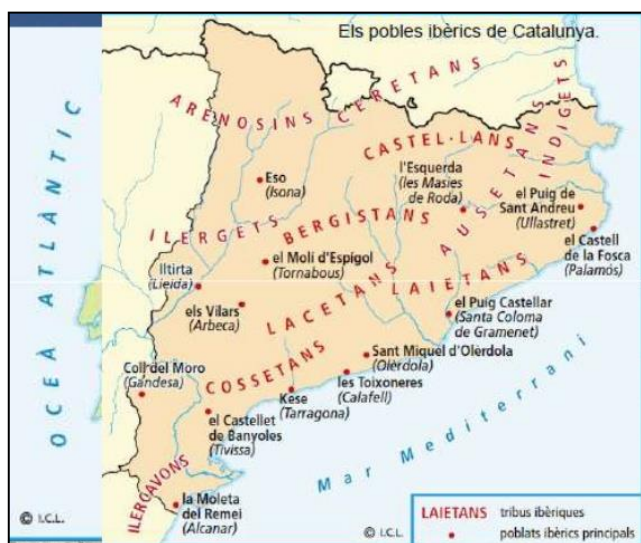 Els pobles ibèrics de Catalunya.
OCEÀ ATLÀNTIC
ARENOSINS
CERETANS
CASTEL·LANS
AUSETANS
INDIGETS
Eso
(Isona)
l'Esquerda
(les Masies
de Roda)
el Puig de
Sant Andreu
(Ullastret)
ILERGETS
BERGISTANS
el Castell
de la Fosca
(Palamós)
el Molí d'Espígol
(Tornabous)
Iltirta
(Lleida)
LACETANS
LAIETANS
els Vilars
(Arbeca)
el Puig Castellar
(Santa Coloma
de Gramenet)
COSSETANS
Sant Miquel d'Olèrdola
(Olèrdola)
Coll del Moro
(Gandesa)
les Toixoneres
(Calafell)
Kese
(Tarragona)
el Castellet
de Banyoles
(Tivissa)
Mar Mediterrani
ILERCAVONS
la Moleta
del Remei
(Alcanar)
© I.C.L.
© I.C.L.
LAIETANS tribus ibèriques
poblats ibèrics principals